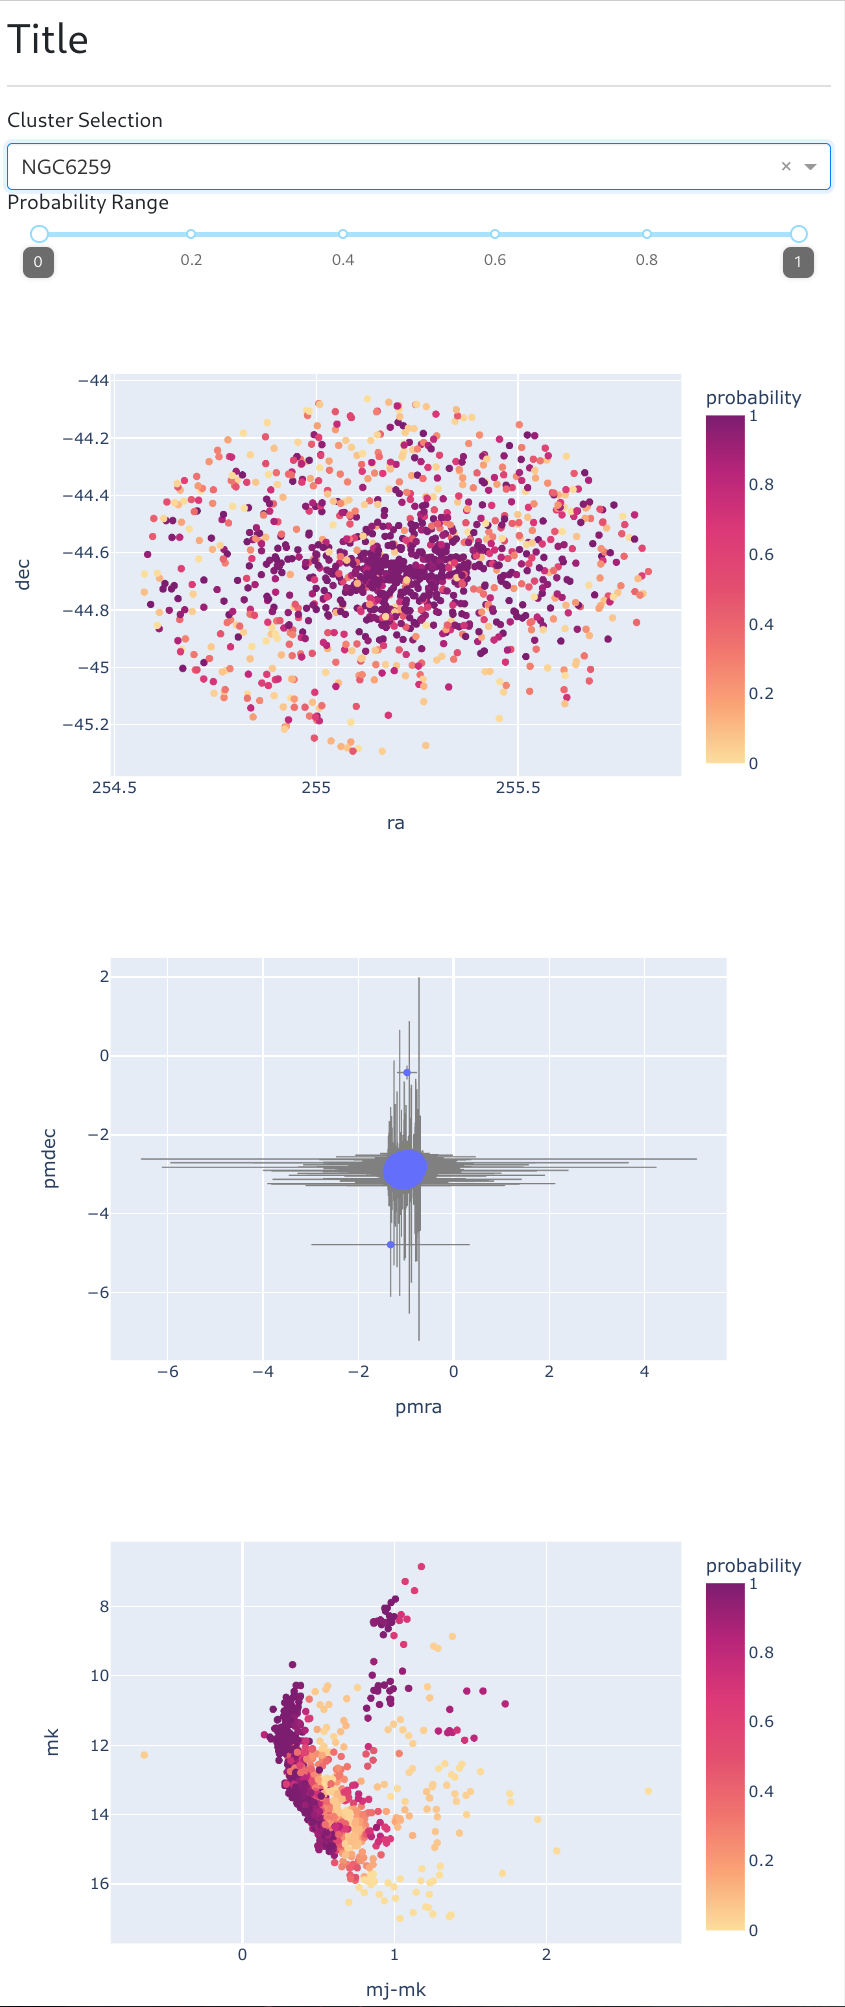 Title
Cluster Selection
NGC6259 ×
Probability Range
0 0.2 0.4 0.6 0.8 1
−44
−44.2
−44.4
−44.6
−44.8
−45
−45.2
dec
254.5 255 255.5
ra
probability
1
0.8
0.6
0.4
0.2
0
2
0
−2
−4
−6
pmdec
−6 −4 −2 0 2 4
pmra
8
10
12
14
16
mk
0 1 2
mj-mk
probability
1
0.8
0.6
0.4
0.2
0